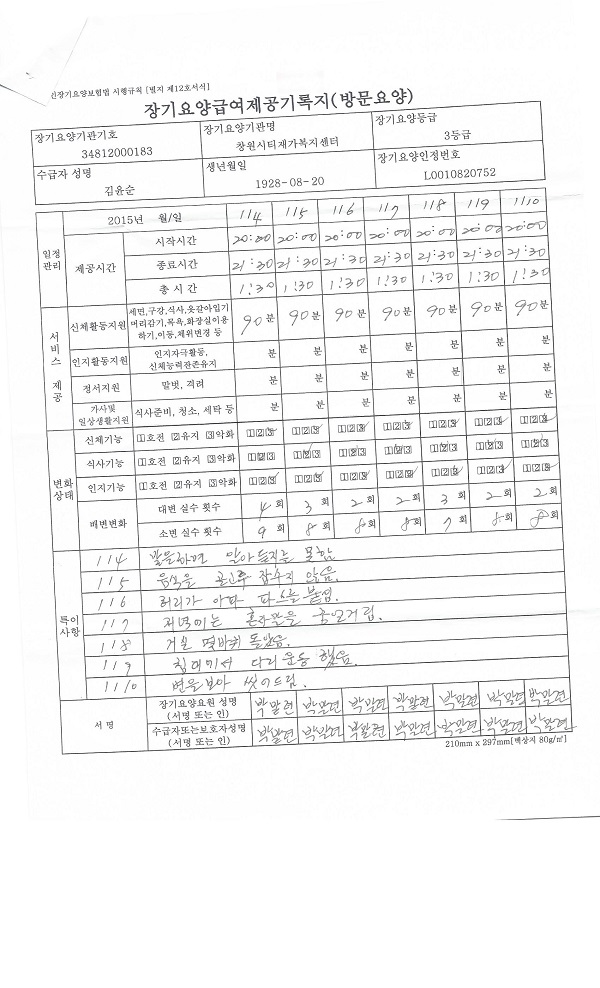 신장기요양보험법 시행규칙 [별지 제12호서식]
장기요양급여제공기록지(방문요양)
장기요양기관기호 장기요양기관명 장기요양등급
34812000183 창원시티재가복지센터 3등급
수급자 성명 생년월일 장기요양인정번호
김윤순 1928-08-20 L0010820752
2015년 월/일 1/4 1/5 1/6 1/7 1/8 1/9 1/10
일정관리 제공시간
시작시간 20:00 20:00 20:00 20:00 20:00 20:00 20:00
종료시간 21:30 21:30 21:30 21:30 21:30 21:30 21:30
총 시간 1:30 1:30 1:30 1:30 1:30 1:30 1:30
서비스 제공
신체활동지원 세면,구강,식사,옷갈아입기 머리감기,목욕,화장실이용 하기,이동,체위변경 등 90분 90분 90분 90분 90분 90분 90분
인지활동지원 인지자극활동, 신체능력잔존유지 분 분 분 분 분 분 분
정서지원 말벗, 격려 분 분 분 분 분 분 분
가사및 일상생활지원 식사준비, 청소, 세탁 등 분 분 분 분 분 분 분
변화상태
신체기능 1호전 2유지 3악화 123 123 123 123 123 123 123
식사기능 1호전 2유지 3악화 123 123 123 123 123 123 123
인지기능 1호전 2유지 3악화 123 123 123 123 123 123 123
배변변화 대변 실수 횟수 4회 3회 2회 2회 3회 2회 2회
소변 실수 횟수 9회 8회 8회 8회 7회 8회 8회
특이사항
1/4 말을하면 알아듣지를 못함
1/5 음식을 골고루 잡수지 않음.
1/6 허리가 아파 파스를 붙임.
1/7 저녁에는 혼자말을 중얼거림.
1/8 거실 몇바퀴 돌았음.
1/9 침대에서 다리운동 했음.
1/10 변을보아 씻어드림.
서 명
장기요양요원 성명 (서명 또는 인) 박말련 박말련 박말련 박말련 박말련 박말련 박말련
수급자또는보호자성명 (서명 또는 인) 박말련 박말련 박말련 박말련 박말련 박말련 박말련
210mm x 297mm[백상지 80g/㎡]